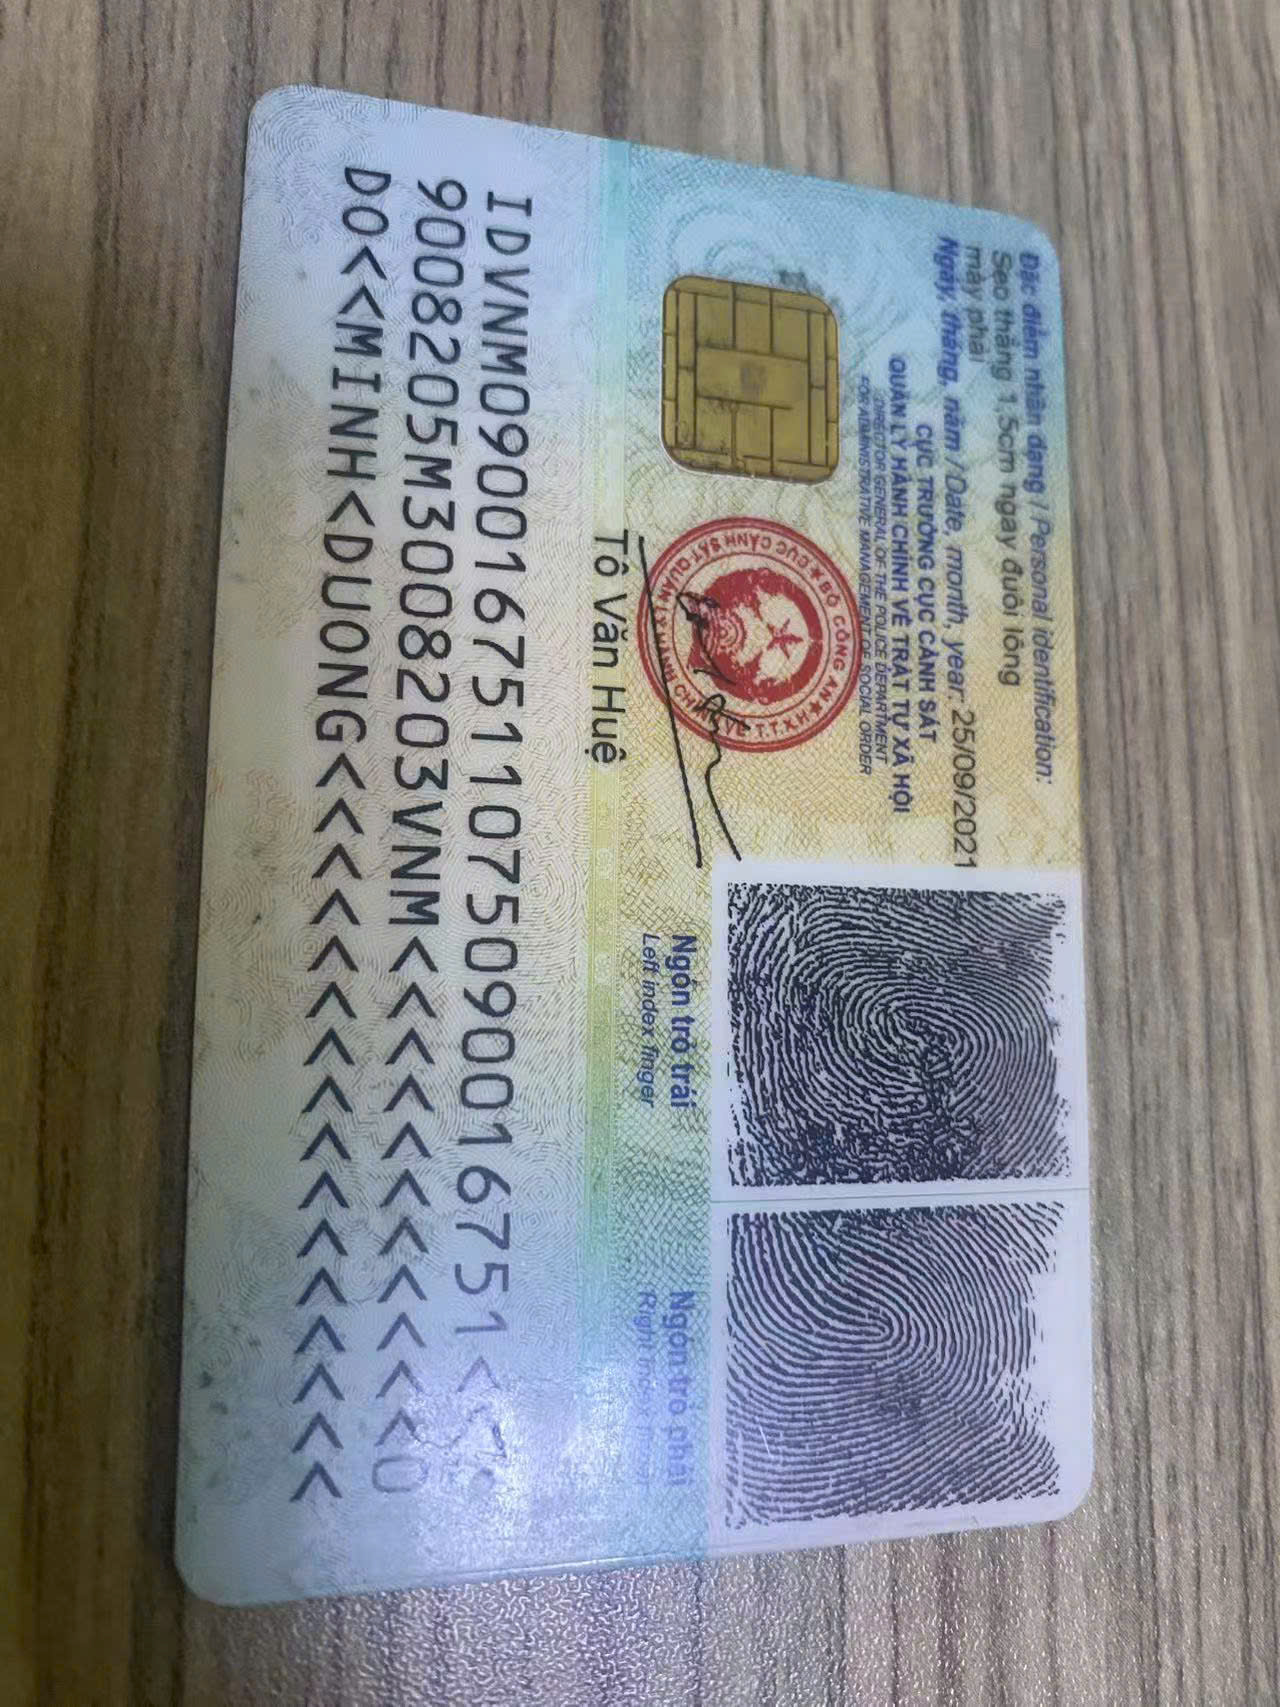 Đặc điểm nhân dạng / Personal identification:
Sẹo thẳng 1,5cm ngay đuôi lông
mày phải
Ngày, tháng, năm / Date, month, year: 25/09/2021
CỤC TRƯỞNG CỤC CẢNH SÁT
QUẢN LÝ HÀNH CHÍNH VỀ TRẬT TỰ XÃ HỘI
DIRECTOR GENERAL OF THE POLICE DEPARTMENT
FOR ADMINISTRATIVE MANAGEMENT OF SOCIAL ORDER
BỘ CÔNG AN
CỤC CẢNH SÁT QUẢN LÝ HÀNH CHÍNH VỀ T.T.X.H
Tô Văn Huệ
Ngón trỏ trái
Left index finger
Ngón trỏ phải
Right index finger
IDVNM0900167511075090016751<<
9008205M3008203VNM<<<<<<<<<<<0
DO<<MINH<DUONG<<<<<<<<<<<<<<<<